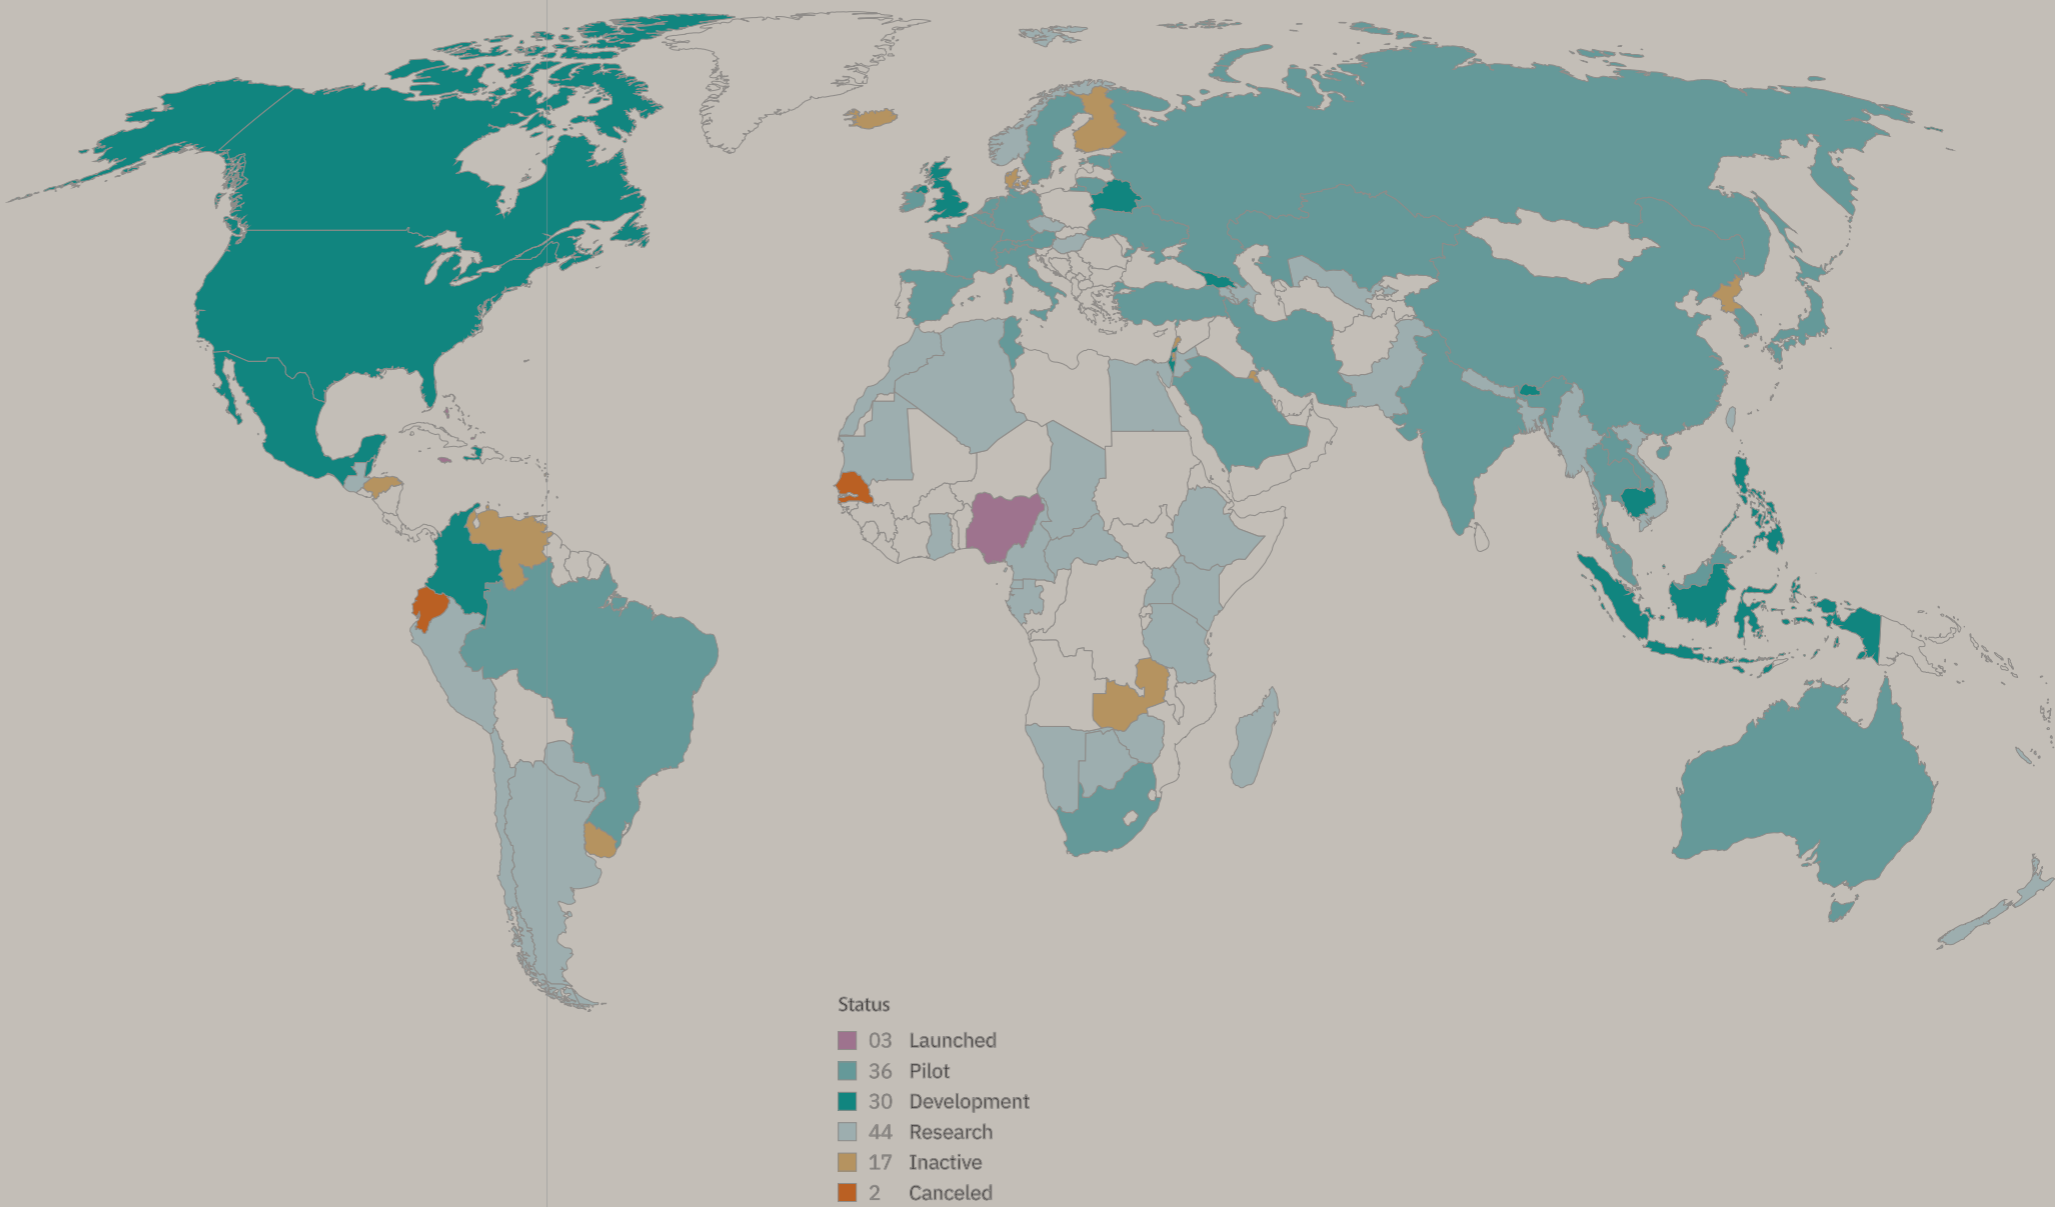 Status
03 Launched
36 Pilot
30 Development
44 Research
17 Inactive
2 Canceled